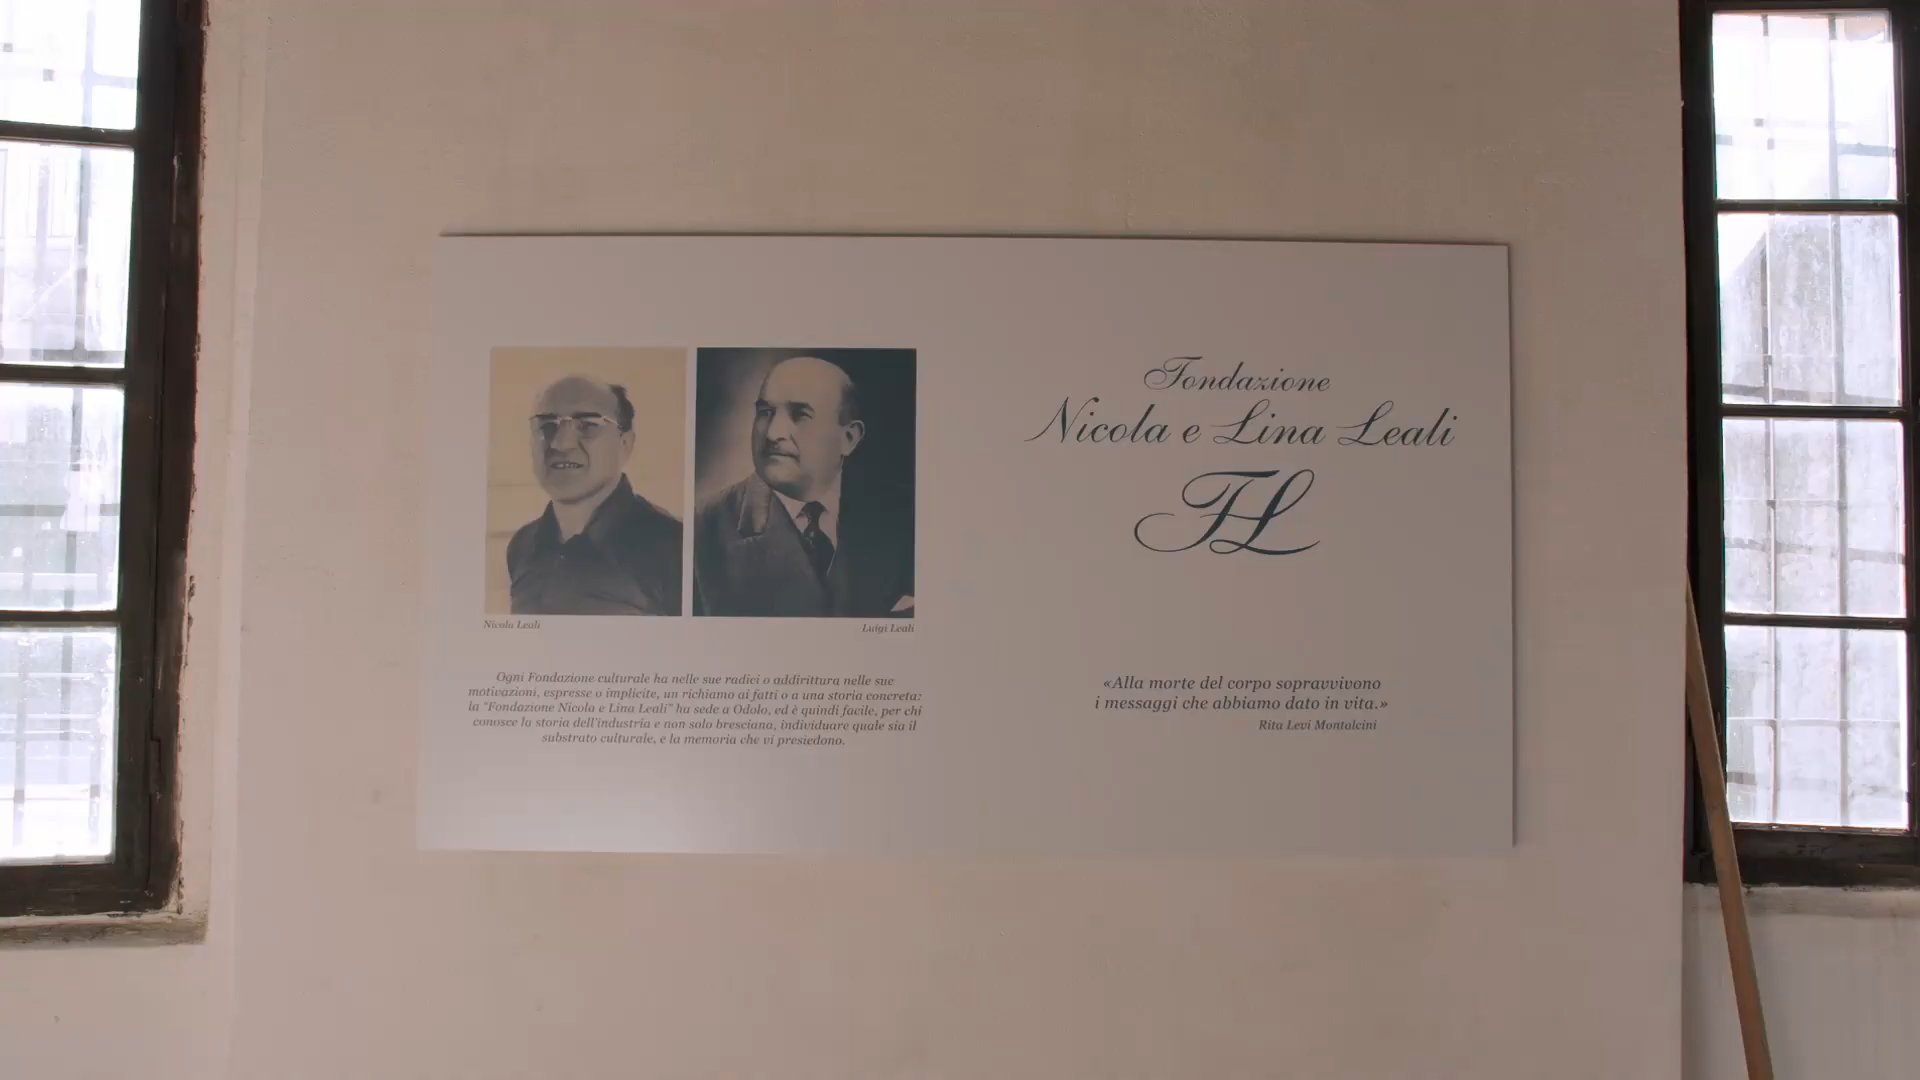 Nicola Leali
Luigi Leali
Ogni Fondazione culturale ha nelle sue radici o addirittura nelle sue
motivazioni, espresse o implicite, un richiamo ai fatti o a una storia concreta:
la "Fondazione Nicola e Lina Leali" ha sede a Odolo, ed è quindi facile, per chi
conosce la storia dell'industria e non solo bresciana, individuare quale sia il
substrato culturale, e la memoria che vi presiedono.
Fondazione
Nicola e Lina Leali
FL
«Alla morte del corpo sopravvivono
i messaggi che abbiamo dato in vita.»
Rita Levi Montalcini